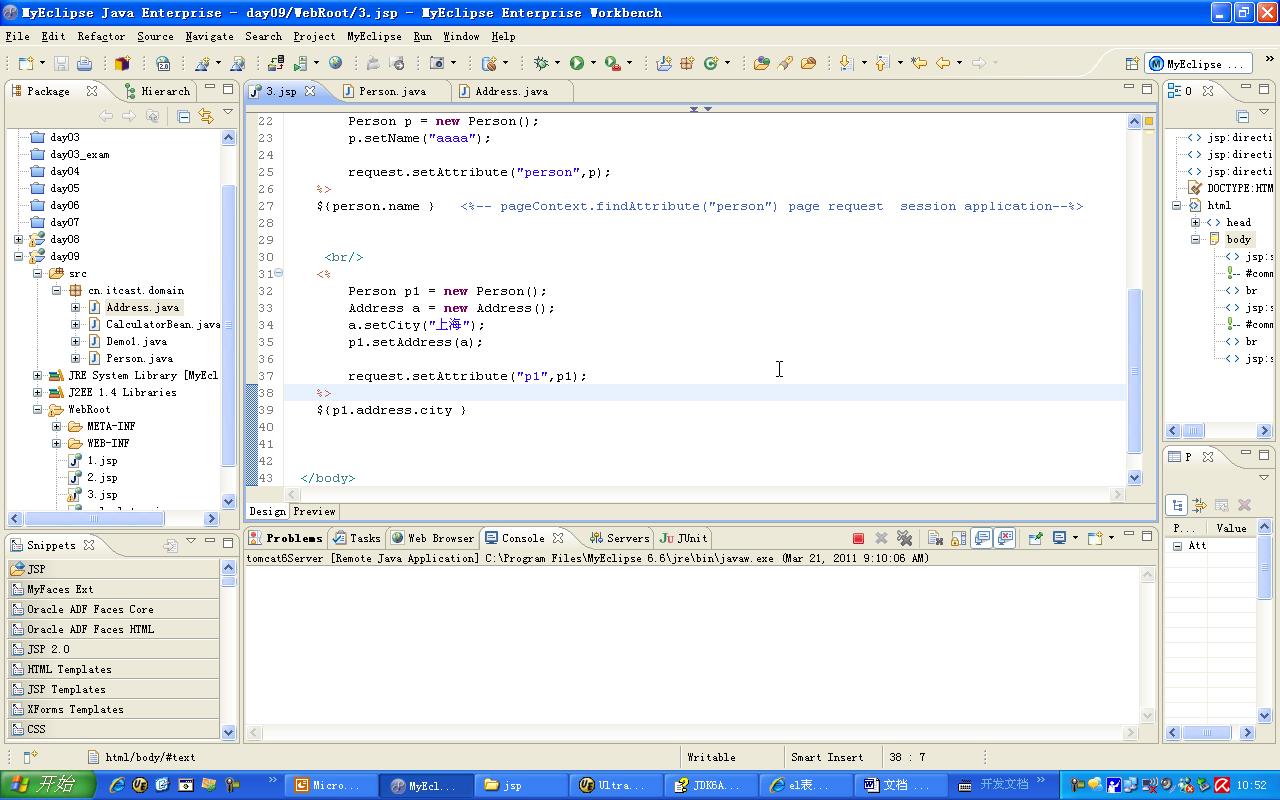 MyEclipse Java Enterprise - day09/WebRoot/3.jsp - MyEclipse Enterprise Workbench
File Edit Refactor Source Navigate Search Project MyEclipse Run Window Help
MyEclipse ...
Package Hierarch
3.jsp Person.java Address.java
O
day03
day03_exam
day04
day05
day06
day07
day08
day09
src
cn.itcast.domain
Address.java
CalculatorBean.java
Demo1.java
Person.java
JRE System Library [MyEcl
J2EE 1.4 Libraries
WebRoot
META-INF
WEB-INF
1.jsp
2.jsp
3.jsp
22 Person p = new Person();
23 p.setName("aaaa");
24
25 request.setAttribute("person",p);
26 %>
27 ${person.name } <%-- pageContext.findAttribute("person") page request  session application--%>
28
29
30 <br/>
31 <%
32 Person p1 = new Person();
33 Address a = new Address();
34 a.setCity("上海");
35 p1.setAddress(a);
36
37 request.setAttribute("p1",p1);
38 %>
39 ${p1.address.city }
40
41
42
43 </body>
Design Preview
jsp:directi
jsp:directi
jsp:directi
DOCTYPE:HTM
html
head
body
jsp:s
#comm
br
jsp:s
#comm
br
jsp:s
P
P... Value
Att
Snippets
JSP
MyFaces Ext
Oracle ADF Faces Core
Oracle ADF Faces HTML
JSP 2.0
HTML Templates
JSP Templates
XForms Templates
CSS
Problems Tasks Web Browser Console Servers JUnit
tomcat6Server [Remote Java Application] C:\Program Files\MyEclipse 6.6\jre\bin\javaw.exe (Mar 21, 2011 9:10:06 AM)
html/body/#text Writable Smart Insert 38 : 7
开始 Micro... MyEcl... jsp Ultra... JDK6A... el表... 文档 ... 开发文档 10:52